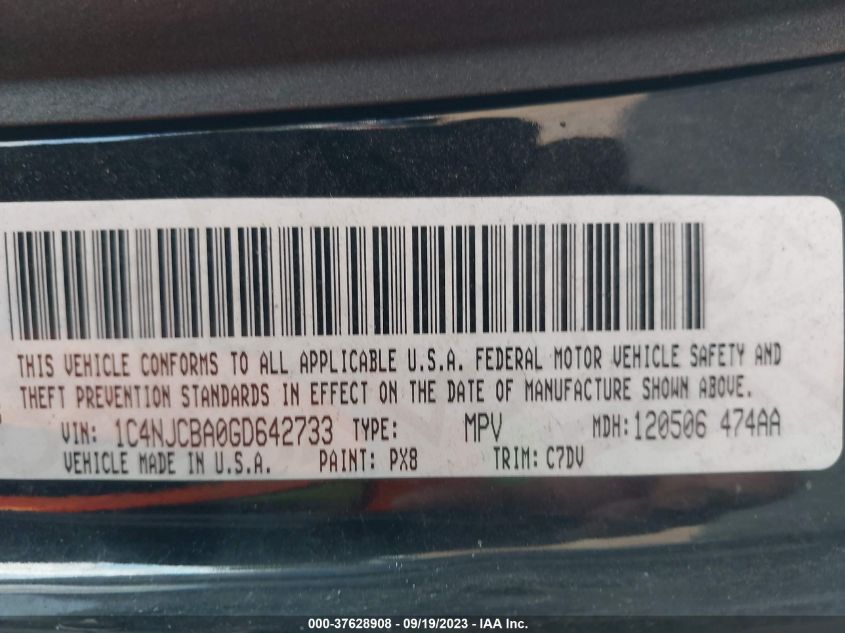 THIS VEHICLE CONFORMS TO ALL APPLICABLE U.S.A. FEDERAL MOTOR VEHICLE SAFETY AND
THEFT PREVENTION STANDARDS IN EFFECT ON THE DATE OF MANUFACTURE SHOWN ABOVE.
VIN: 1C4NJCBA0GD642733 TYPE: MPV MDH:120506 474AA
VEHICLE MADE IN U.S.A. PAINT: PX8 TRIM: C7DV
000-37628908 - 09/19/2023 - IAA Inc.